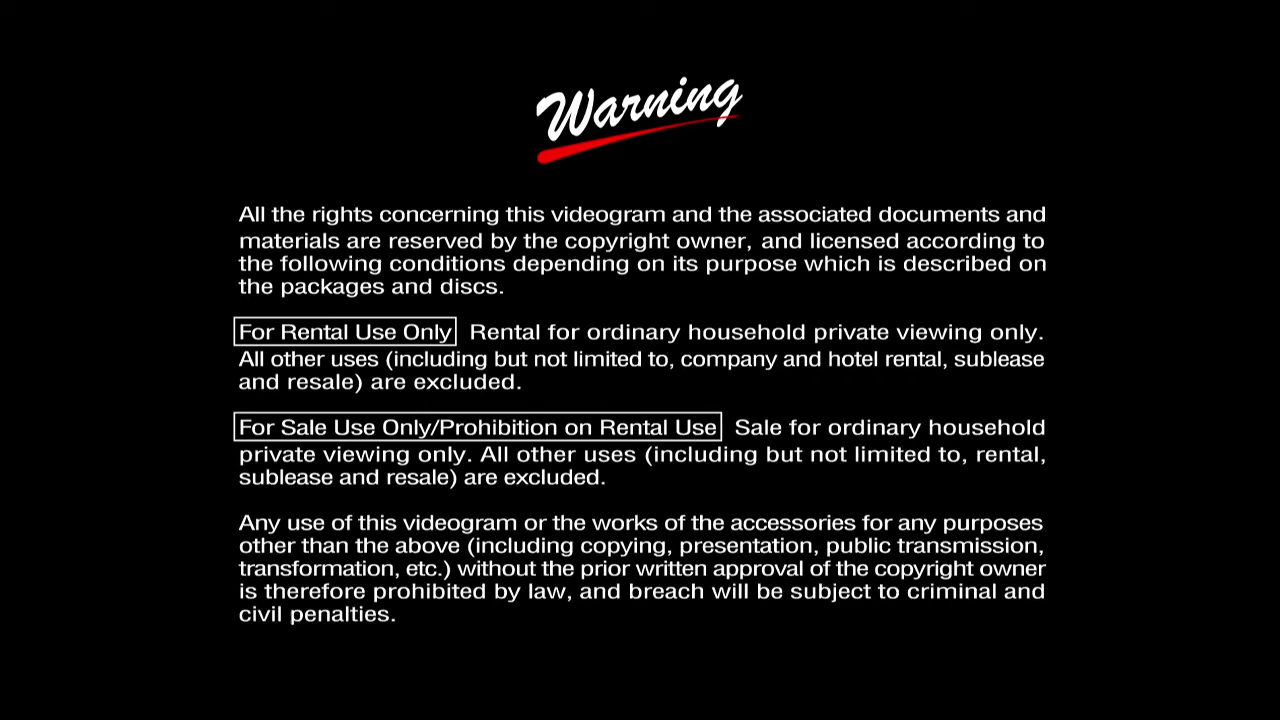 Warning
All the rights concerning this videogram and the associated documents and
materials are reserved by the copyright owner, and licensed according to
the following conditions depending on its purpose which is described on
the packages and discs.
For Rental Use Only Rental for ordinary household private viewing only.
All other uses (including but not limited to, company and hotel rental, sublease
and resale) are excluded.
For Sale Use Only/Prohibition on Rental Use Sale for ordinary household
private viewing only. All other uses (including but not limited to, rental,
sublease and resale) are excluded.
Any use of this videogram or the works of the accessories for any purposes
other than the above (including copying, presentation, public transmission,
transformation, etc.) without the prior written approval of the copyright owner
is therefore prohibited by law, and breach will be subject to criminal and
civil penalties.